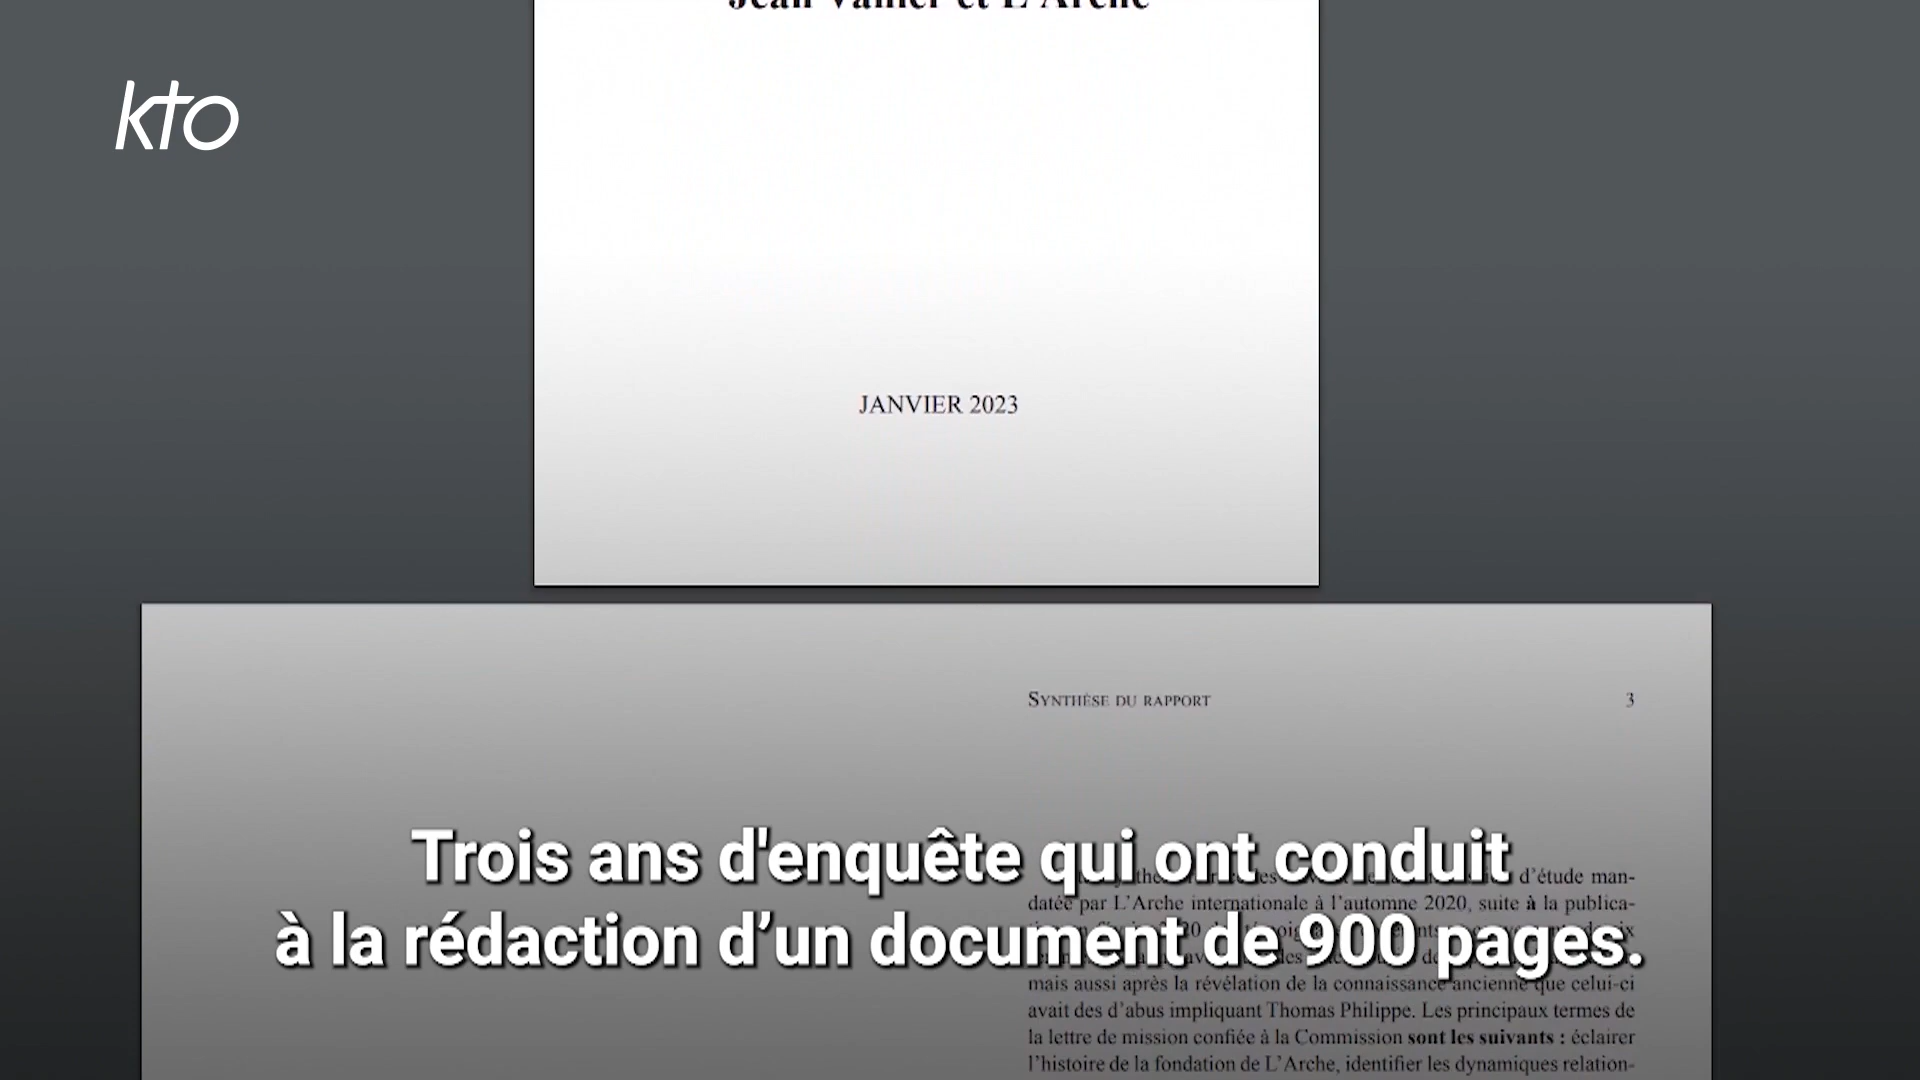 Jean Vanier et L'Arche
kto
JANVIER 2023
SYNTHÈSE DU RAPPORT 3
Trois ans d'enquête qui ont conduit
à la rédaction d’un document de 900 pages.
d’étude man-
datée par L’Arche internationale à l’automne 2020, suite à la publica-
mais aussi après la révélation de la connaissance ancienne que celui-ci
avait des d’abus impliquant Thomas Philippe. Les principaux termes de
la lettre de mission confiée à la Commission sont les suivants : éclairer
l’histoire de la fondation de L’Arche, identifier les dynamiques relation-